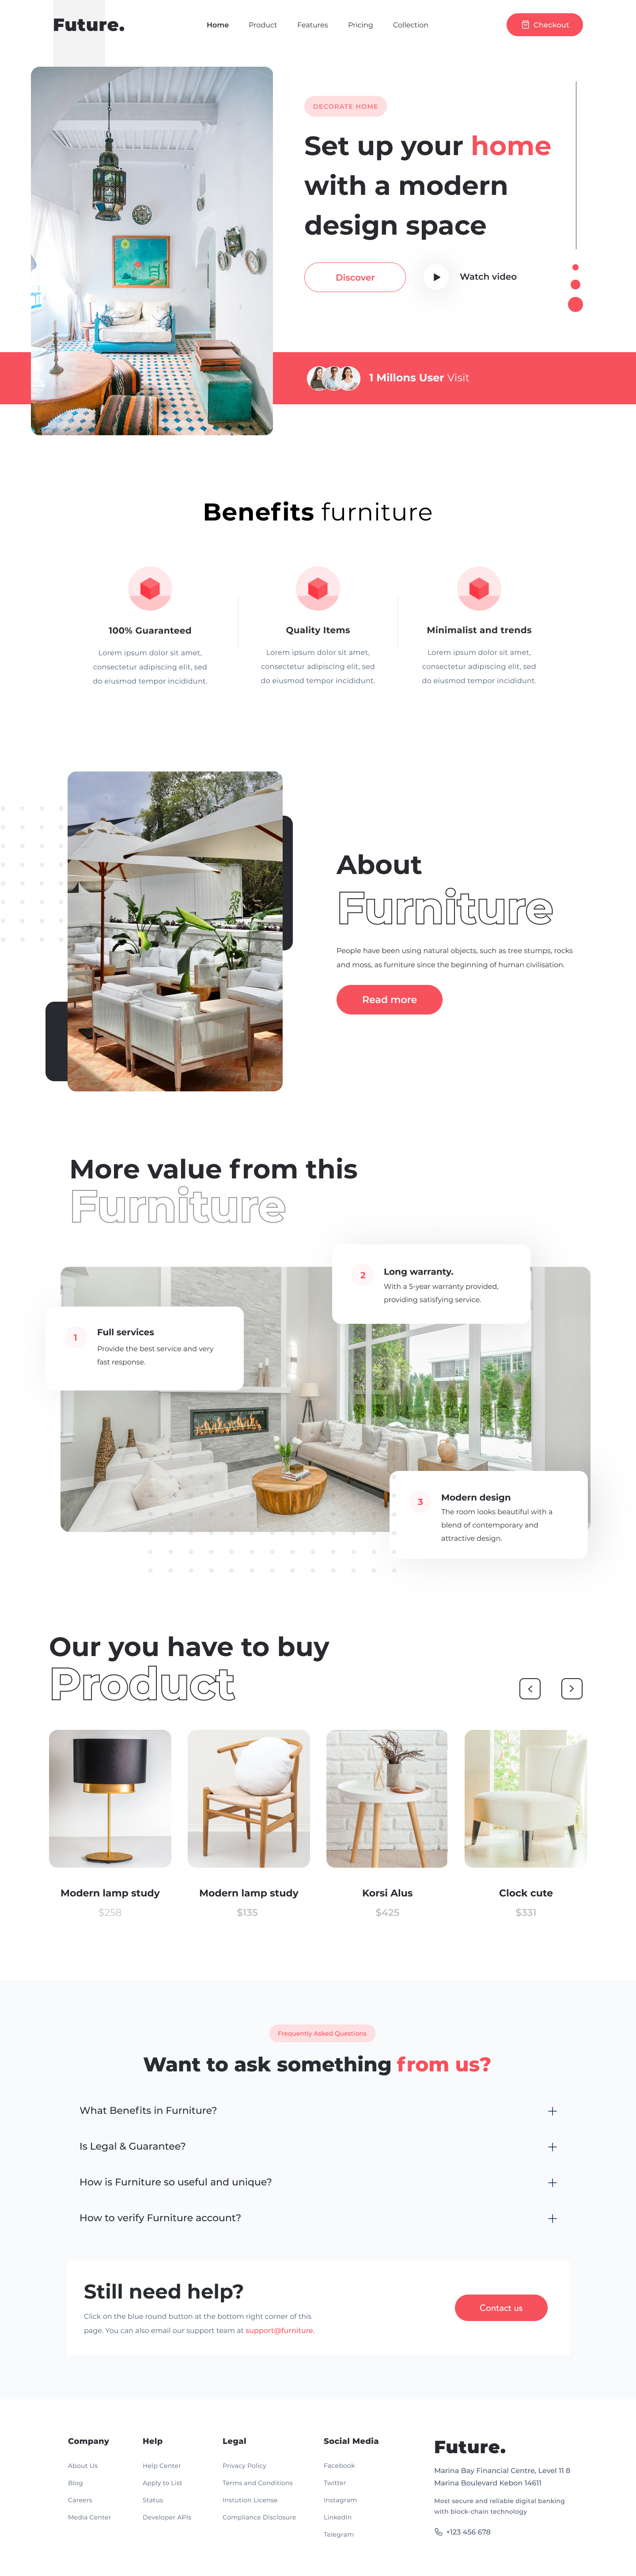 Future.
Home Product Features Pricing Collection
Checkout
DECORATE HOME
Set up your home
with a modern
design space
Discover
Watch video
1 Millons User Visit
Benefits furniture
100% Guaranteed
Lorem ipsum dolor sit amet,
consectetur adipiscing elit, sed
do eiusmod tempor incididunt.
Quality Items
Lorem ipsum dolor sit amet,
consectetur adipiscing elit, sed
do eiusmod tempor incididunt.
Minimalist and trends
Lorem ipsum dolor sit amet,
consectetur adipiscing elit, sed
do eiusmod tempor incididunt.
About
Furniture
People have been using natural objects, such as tree stumps, rocks
and moss, as furniture since the beginning of human civilisation.
Read more
More value from this
Furniture
1
Full services
Provide the best service and very
fast response.
2
Long warranty.
With a 5-year warranty provided,
providing satisfying service.
3
Modern design
The room looks beautiful with a
blend of contemporary and
attractive design.
Our you have to buy
Product
Modern lamp study
$258
Modern lamp study
$135
Korsi Alus
$425
Clock cute
$331
Frequently Asked Questions
Want to ask something from us?
What Benefits in Furniture?
Is Legal & Guarantee?
How is Furniture so useful and unique?
How to verify Furniture account?
Still need help?
Click on the blue round button at the bottom right corner of this
page. You can also email our support team at support@furniture.
Contact us
Company
About Us
Blog
Careers
Media Center
Help
Help Center
Apply to List
Status
Developer APIs
Legal
Privacy Policy
Terms and Conditions
Instution License
Compliance Disclosure
Social Media
Facebook
Twitter
Instagram
LinkedIn
Telegram
Future.
Marina Bay Financial Centre, Level 11 8
Marina Boulevard Kebon 14611
Most secure and reliable digital banking
with block-chain technology
+123 456 678